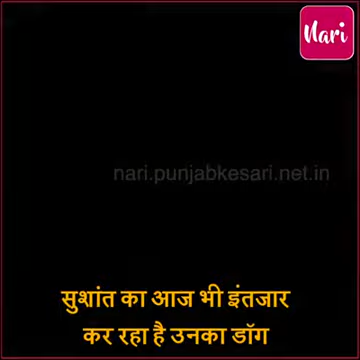 Nari
nari.punjabkesari.net.in
सुशांत का आज भी इंतजार
कर रहा है उनका डॉग